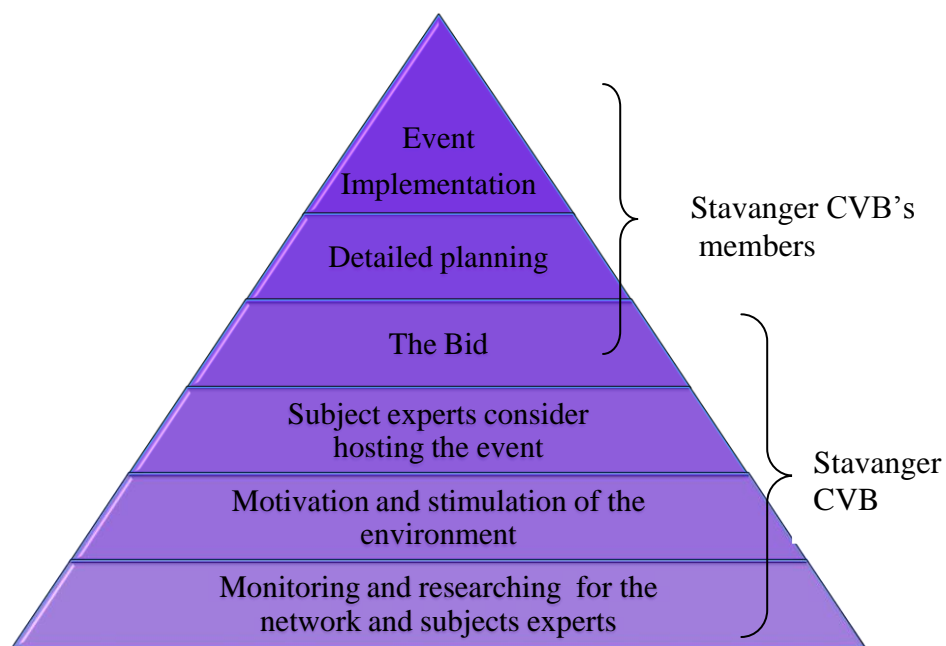 Event
Implementation
Detailed planning
The Bid
Subject experts consider
hosting the event
Motivation and stimulation of the
environment
Monitoring and researching for the
network and subjects experts
Stavanger CVB’s
members
Stavanger
CVB